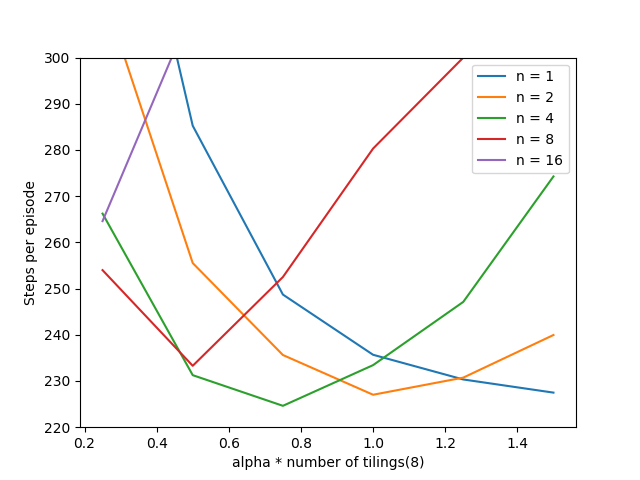 300
290
280
270
260
250
240
230
220
Steps per episode
n = 1
n = 2
n = 4
n = 8
n = 16
0.2 0.4 0.6 0.8 1.0 1.2 1.4
alpha * number of tilings(8)